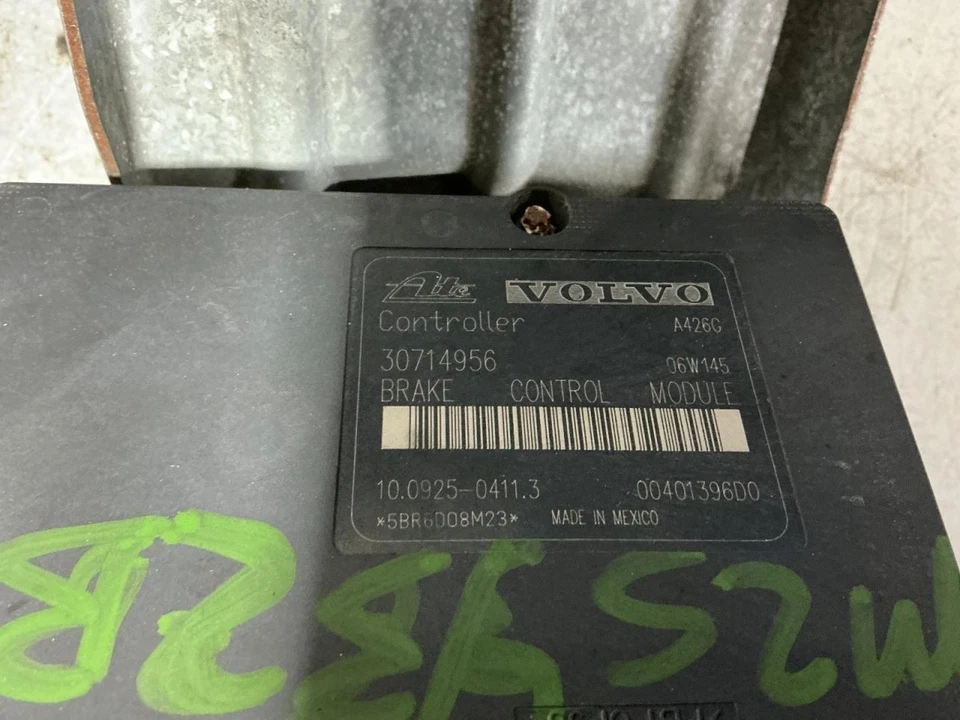 Ate VOLVO
Controller A426G
30714956 06W145
BRAKE CONTROL MODULE
10.0925-0411.3 00401396D0
*5BR6D08M23* MADE IN MEXICO